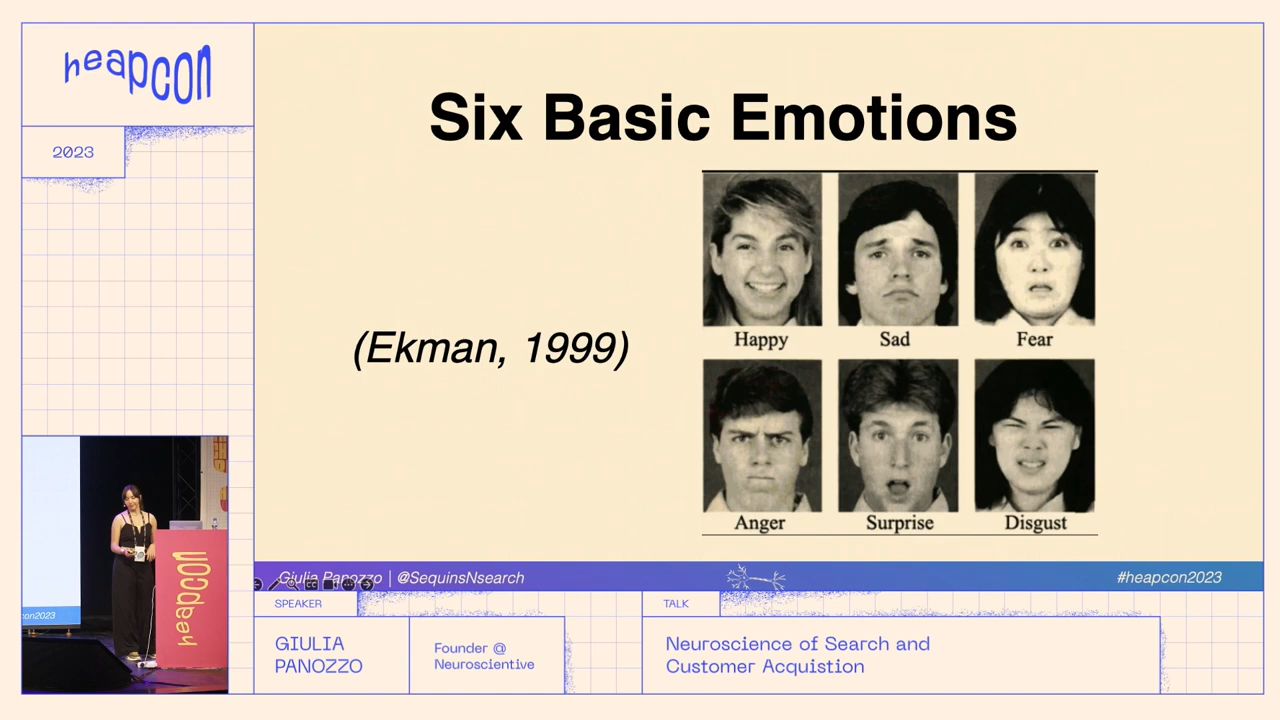 heapcon
2023
Six Basic Emotions
(Ekman, 1999)
Happy
Sad
Fear
Anger
Surprise
Disgust
Giulia Panozzo | @SequinsNsearch
#heapcon2023
con2023
heapcon
SPEAKER
GIULIA
PANOZZO
Founder @
Neuroscientive
TALK
Neuroscience of Search and
Customer Acquistion